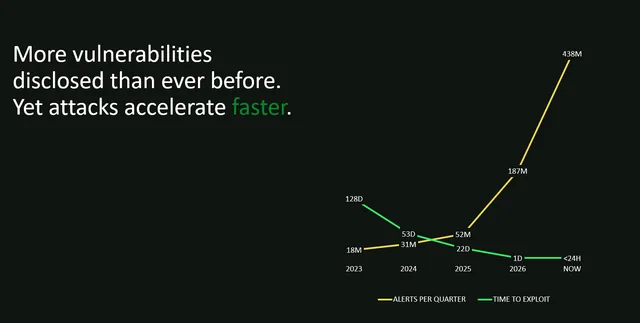 More vulnerabilities
disclosed than ever before.
Yet attacks accelerate faster.
438M
187M
128D
53D
52M
31M
22D
18M
1D
<24H
2023
2024
2025
2026
NOW
ALERTS PER QUARTER
TIME TO EXPLOIT